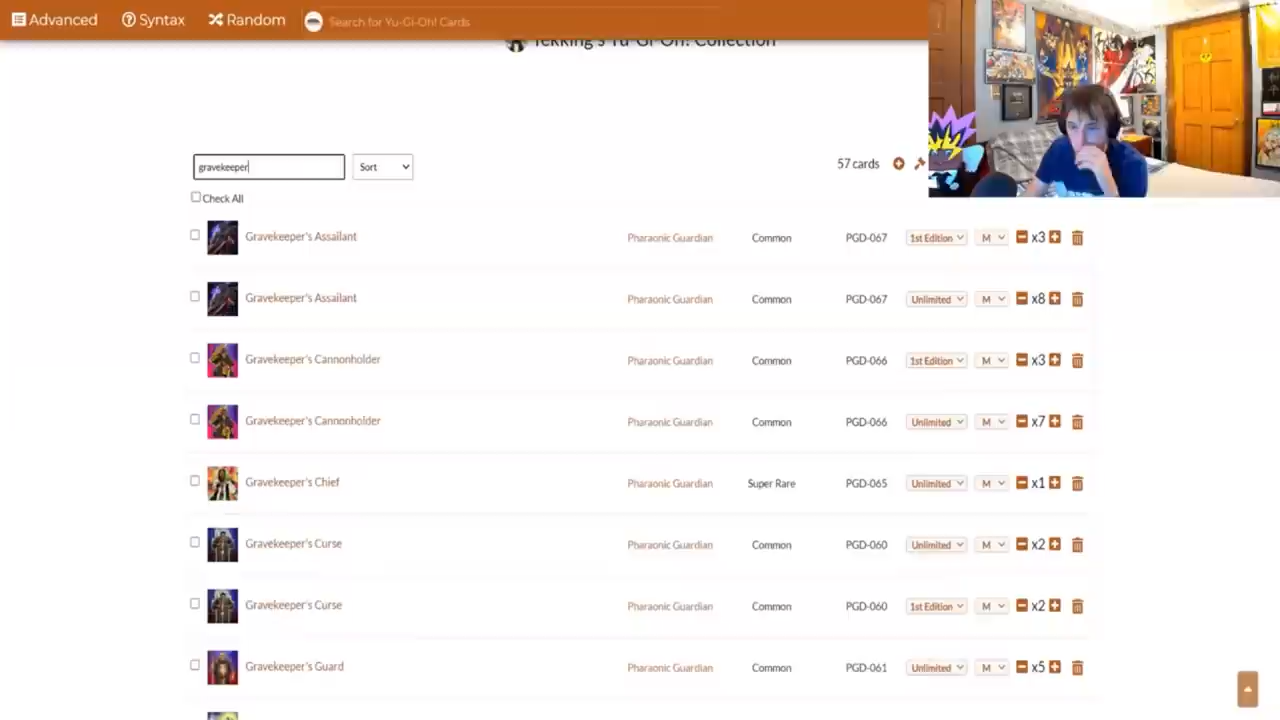 Advanced Syntax Random Search for Yu-Gi-Oh! Cards
Tekking's Yu-Gi-Oh! Collection
gravekeeper Sort 57 cards
Check All
Gravekeeper's Assailant Pharaonic Guardian Common PGD-067 1st Edition M x3
Gravekeeper's Assailant Pharaonic Guardian Common PGD-067 Unlimited M x8
Gravekeeper's Cannonholder Pharaonic Guardian Common PGD-066 1st Edition M x3
Gravekeeper's Cannonholder Pharaonic Guardian Common PGD-066 Unlimited M x7
Gravekeeper's Chief Pharaonic Guardian Super Rare PGD-065 Unlimited M x1
Gravekeeper's Curse Pharaonic Guardian Common PGD-060 Unlimited M x2
Gravekeeper's Curse Pharaonic Guardian Common PGD-060 1st Edition M x2
Gravekeeper's Guard Pharaonic Guardian Common PGD-061 Unlimited M x5